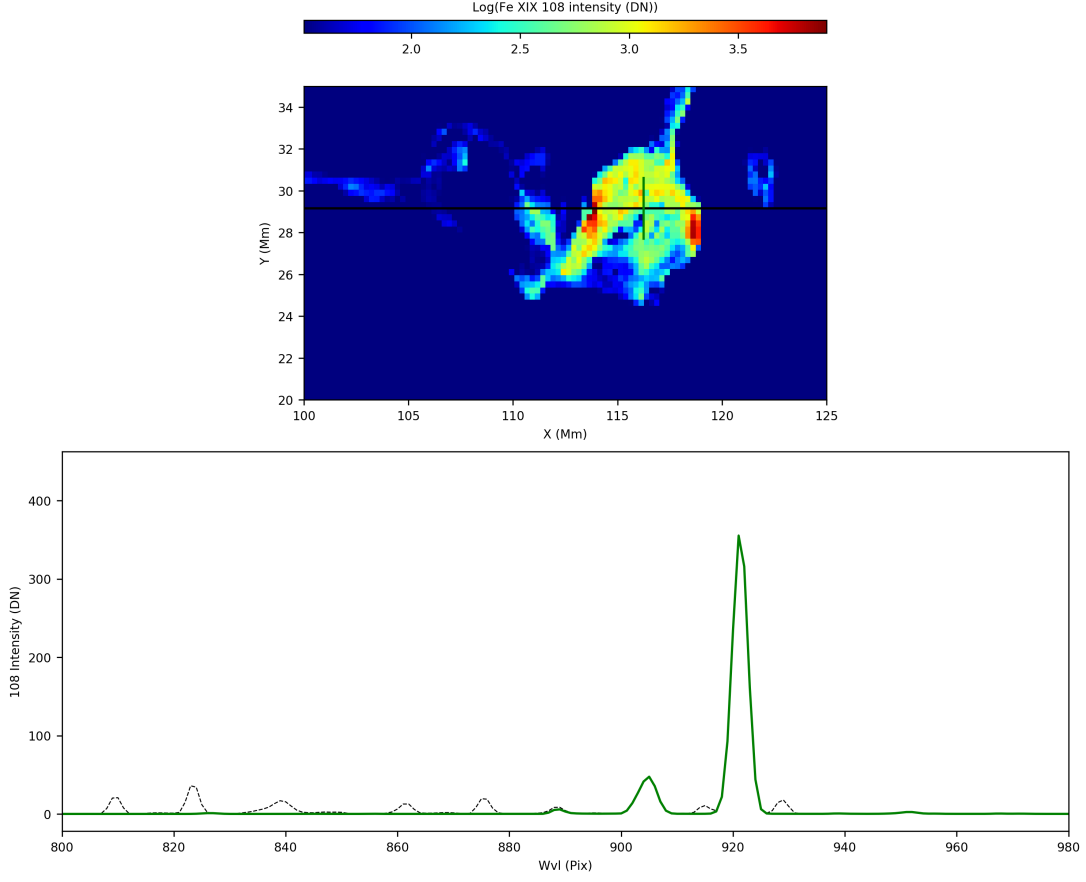 Log(Fe XIX 108 intensity (DN))
2.0 2.5 3.0 3.5
34
32
30
28
26
24
22
20
Y (Mm)
100 105 110 115 120 125
X (Mm)
400
300
200
100
0
108 Intensity (DN)
800 820 840 860 880 900 920 940 960 980
Wvl (Pix)